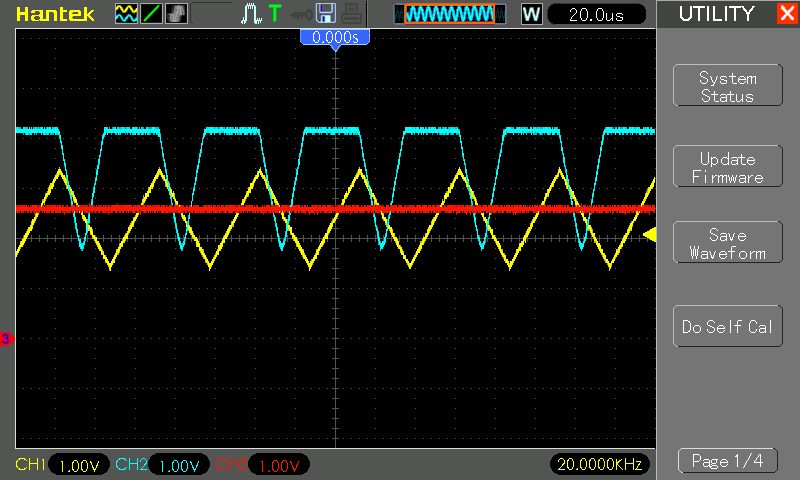 Hantek
T
W
20.0us
UTILITY
X
0.000s
System
Status
Update
Firmware
Save
Waveform
Do Self Cal
3
CH1 1.00V CH2 1.00V CH3 1.00V
20.0000KHz
Page 1/4